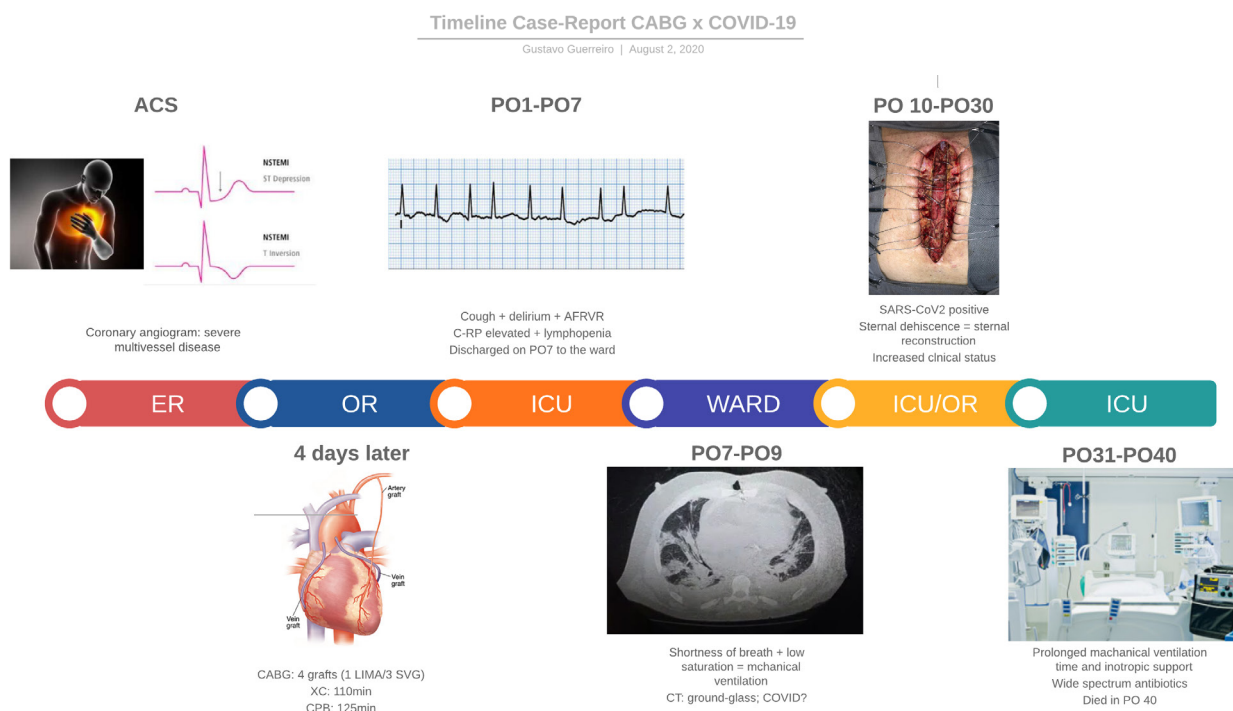 Timeline Case-Report CABG x COVID-19
Gustavo Guerreiro | August 2, 2020
ACS
NSTEMI
ST Depression
NSTEMI
T Inversion
Coronary angiogram: severe
multivessel disease
PO1-PO7
Cough + delirium + AFRVR
C-RP elevated + lymphopenia
Discharged on PO7 to the ward
PO 10-PO30
SARS-CoV2 positive
Sternal dehiscence = sternal
reconstruction
Increased clnical status
ER
OR
ICU
WARD
ICU/OR
ICU
4 days later
Artery
graft
Vein
graft
Vein
graft
CABG: 4 grafts (1 LIMA/3 SVG)
XC: 110min
CPB: 125min
PO7-PO9
Shortness of breath + low
saturation = mchanical
ventilation
CT: ground-glass; COVID?
PO31-PO40
Prolonged machanical ventilation
time and inotropic support
Wide spectrum antibiotics
Died in PO 40